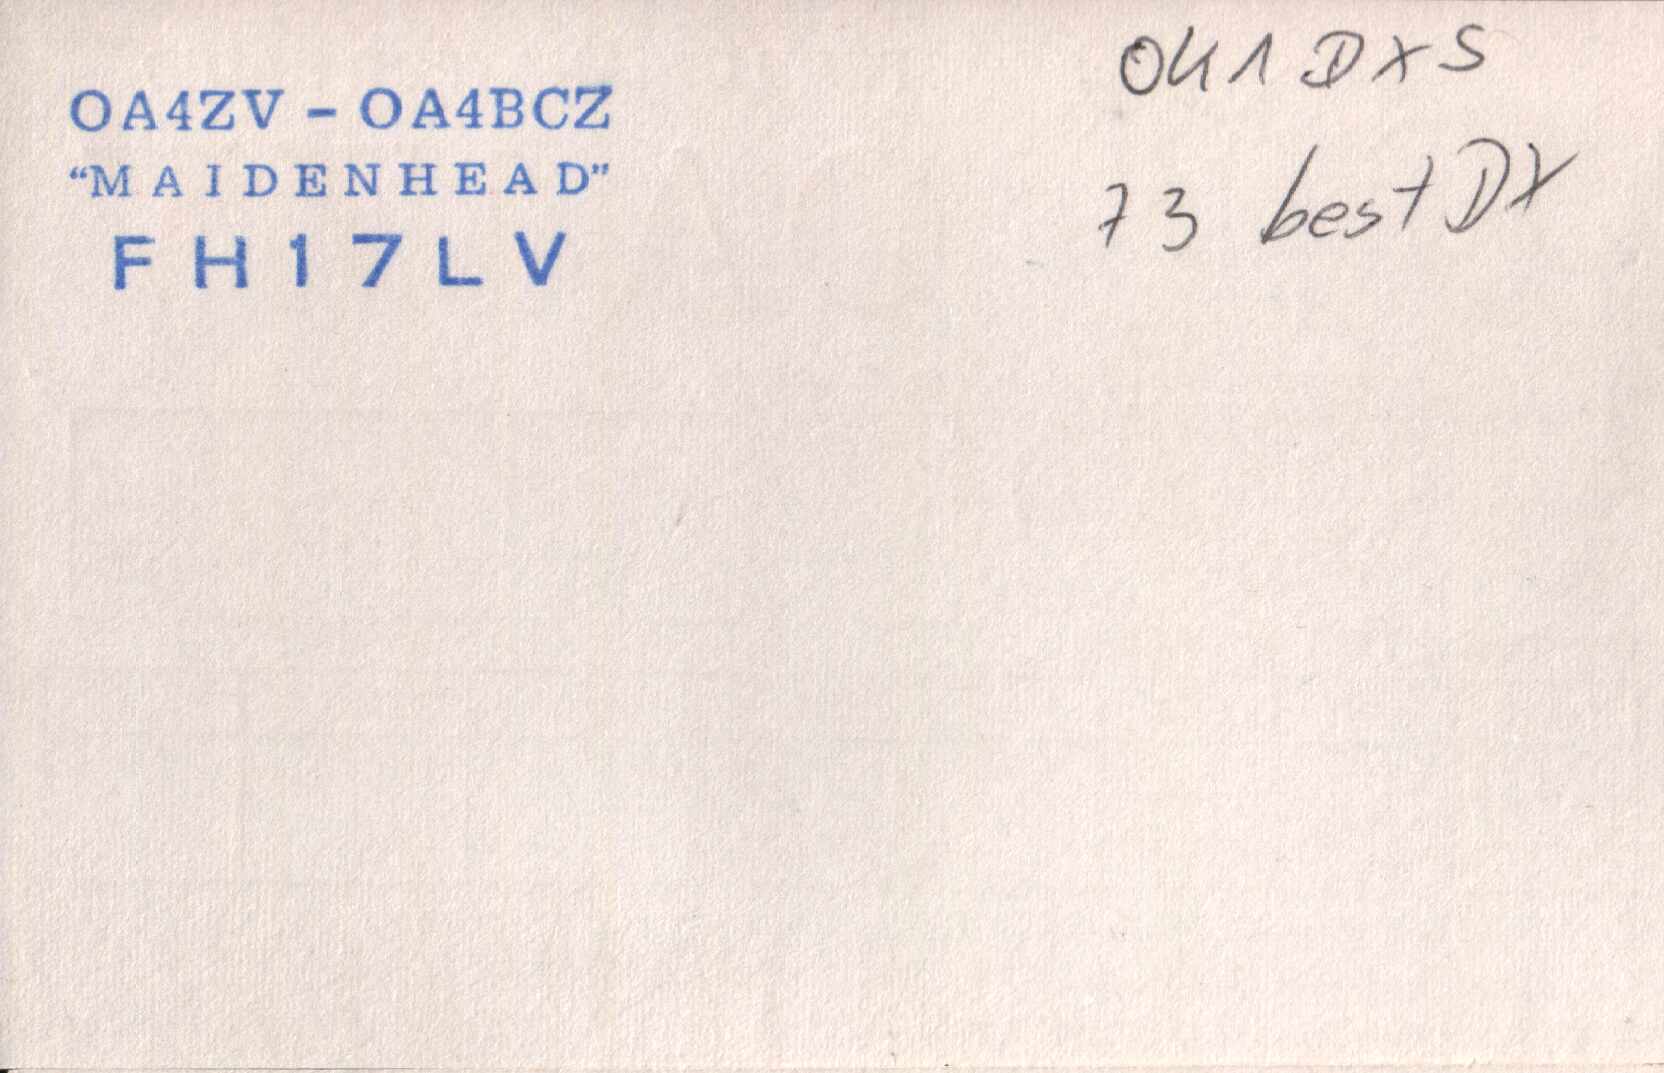 OA4ZV - OA4BCZ
"MAIDENHEAD"
FH17LV
OK1DXS
73 best DX